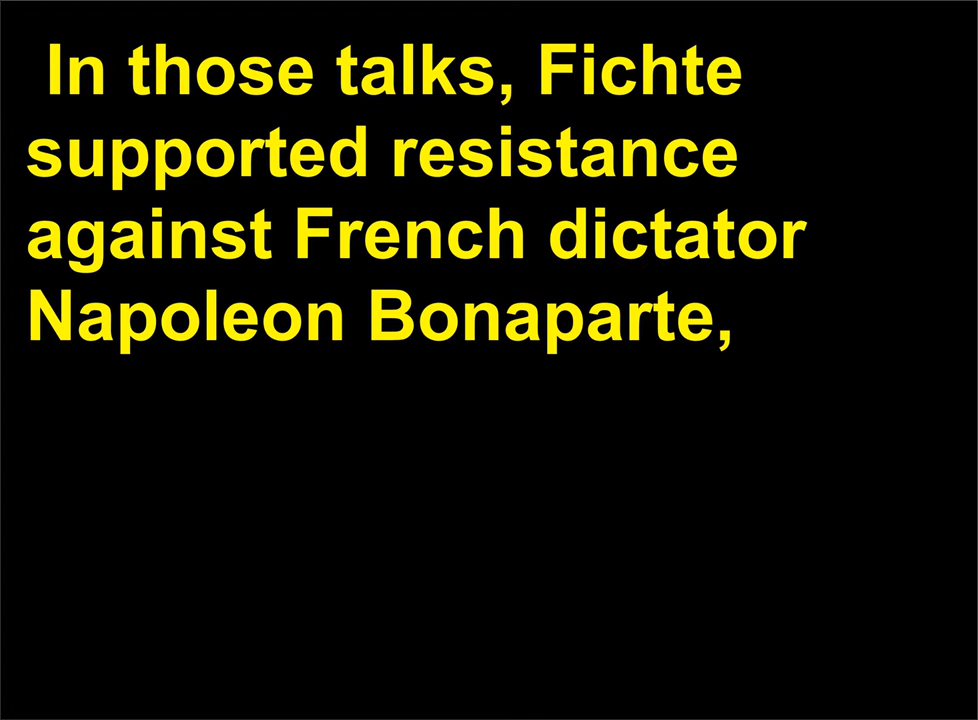 In those talks, Fichte
supported resistance
against French dictator
Napoleon Bonaparte,